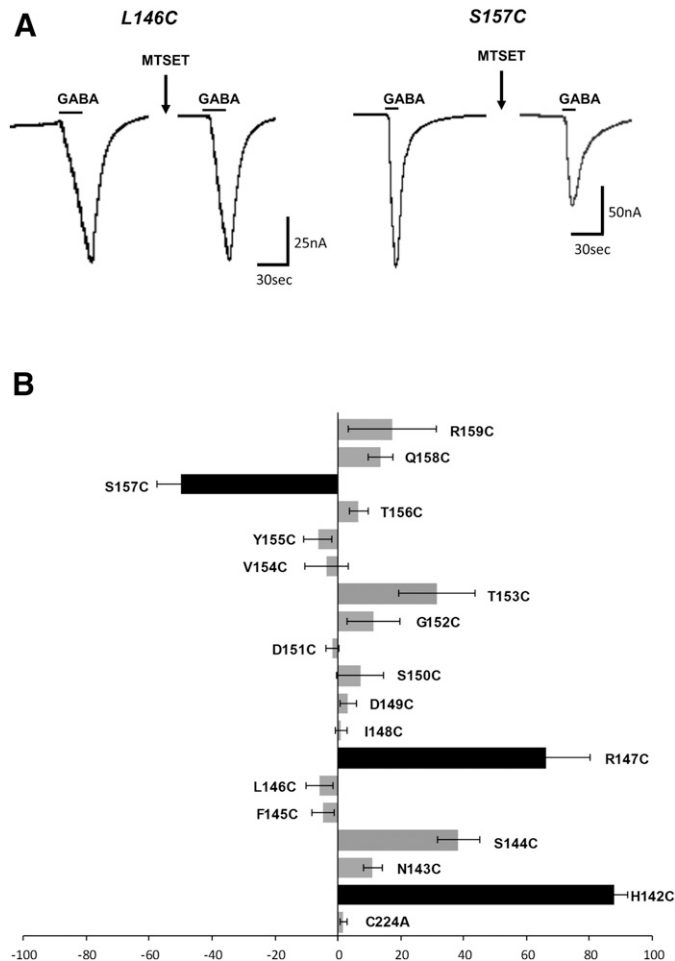 A
L146C
S157C
MTSET
MTSET
GABA
GABA
GABA
GABA
25nA
30sec
50nA
30sec
B
R159C
Q158C
S157C
T156C
Y155C
V154C
T153C
G152C
D151C
S150C
D149C
I148C
R147C
L146C
F145C
S144C
N143C
H142C
C224A
-100 -80 -60 -40 -20 0 20 40 60 80 100